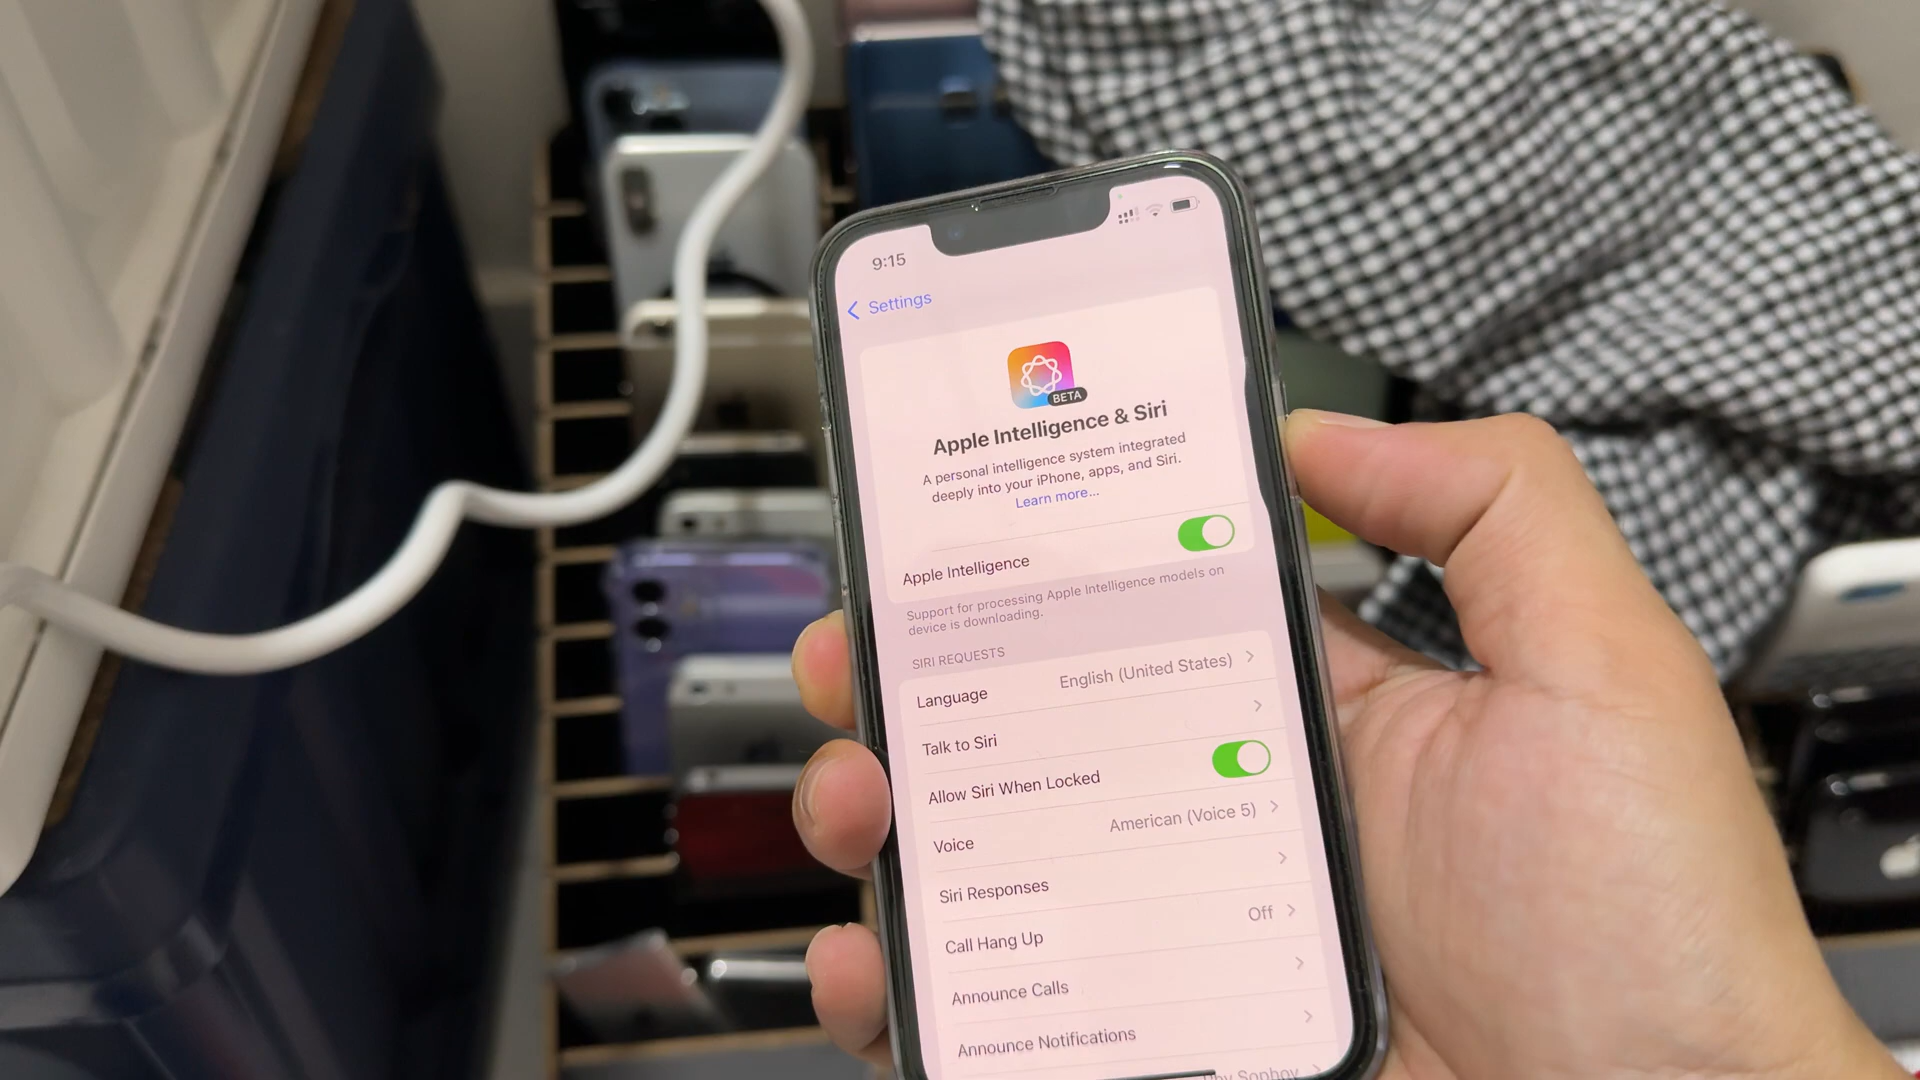 9:15
Settings
BETA
Apple Intelligence & Siri
A personal intelligence system integrated
deeply into your iPhone, apps, and Siri.
Learn more...
Apple Intelligence
Support for processing Apple Intelligence models on
device is downloading.
SIRI REQUESTS
Language English (United States)
Talk to Siri
Allow Siri When Locked
Voice American (Voice 5)
Siri Responses
Call Hang Up Off
Announce Calls
Announce Notifications